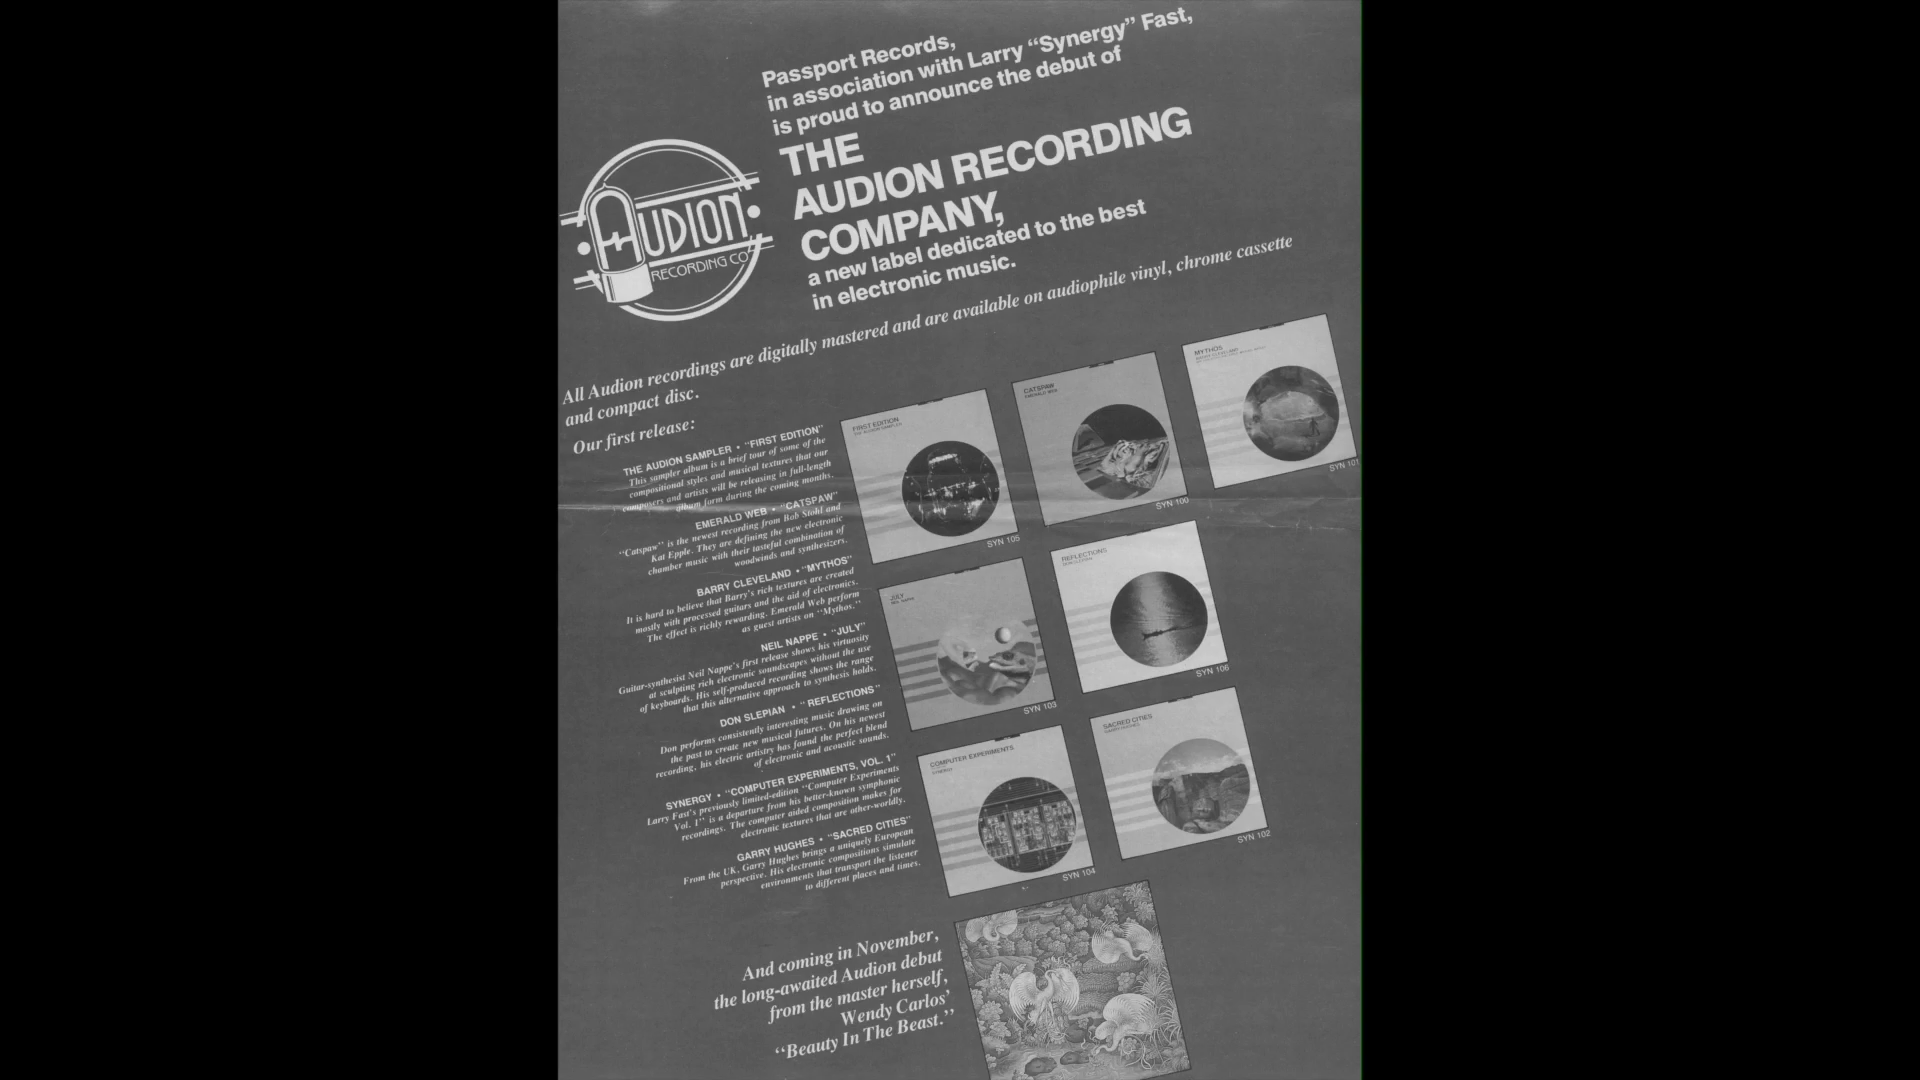 Passport Records,
in association with Larry “Synergy” Fast,
is proud to announce the debut of
THE
AUDION RECORDING
COMPANY,
a new label dedicated to the best
in electronic music.
AUDION
RECORDING CO
All Audion recordings are digitally mastered and are available on audiophile vinyl, chrome cassette
and compact disc.
Our first release:
THE AUDION SAMPLER • “FIRST EDITION”
This sampler album is a brief tour of some of the
compositional styles and musical textures that our
composers and artists will be releasing in full-length
album form during the coming months.
EMERALD WEB • “CATSPAW”
“Catspaw” is the newest recording from Bob Stohl and
Kat Epple. They are defining the new electronic
chamber music with their tasteful combination of
woodwinds and synthesizers.
BARRY CLEVELAND • “MYTHOS”
It is hard to believe that Barry's rich textures are created
mostly with processed guitars and the aid of electronics.
The effect is richly rewarding. Emerald Web perform
as guest artists on “Mythos.”
NEIL NAPPE • “JULY”
Guitar-synthesist Neil Nappe's first release shows his virtuosity
at sculpting rich electronic soundscapes without the use
of keyboards. His self-produced recording shows the range
that this alternative approach to synthesis holds.
DON SLEPIAN • “REFLECTIONS”
Don performs consistently interesting music drawing on
the past to create new musical futures. On his newest
recording, his electric artistry has found the perfect blend
of electronic and acoustic sounds.
SYNERGY • “COMPUTER EXPERIMENTS, VOL. 1”
Larry Fast's previously limited-edition “Computer Experiments
Vol. 1” is a departure from his better-known symphonic
recordings. The computer aided composition makes for
electronic textures that are other-worldly.
GARRY HUGHES • “SACRED CITIES”
From the UK, Garry Hughes brings a uniquely European
perspective. His electronic compositions simulate
environments that transport the listener
to different places and times.
FIRST EDITION
THE AUDION SAMPLER
SYN 105
CATSPAW
EMERALD WEB
SYN 100
MYTHOS
BARRY CLEVELAND
SYN 101
JULY
NEIL NAPPE
SYN 103
REFLECTIONS
DON SLEPIAN
SYN 106
COMPUTER EXPERIMENTS
SYNERGY
SYN 104
SACRED CITIES
GARRY HUGHES
SYN 102
And coming in November,
the long-awaited Audion debut
from the master herself,
Wendy Carlos'
“Beauty In The Beast.”